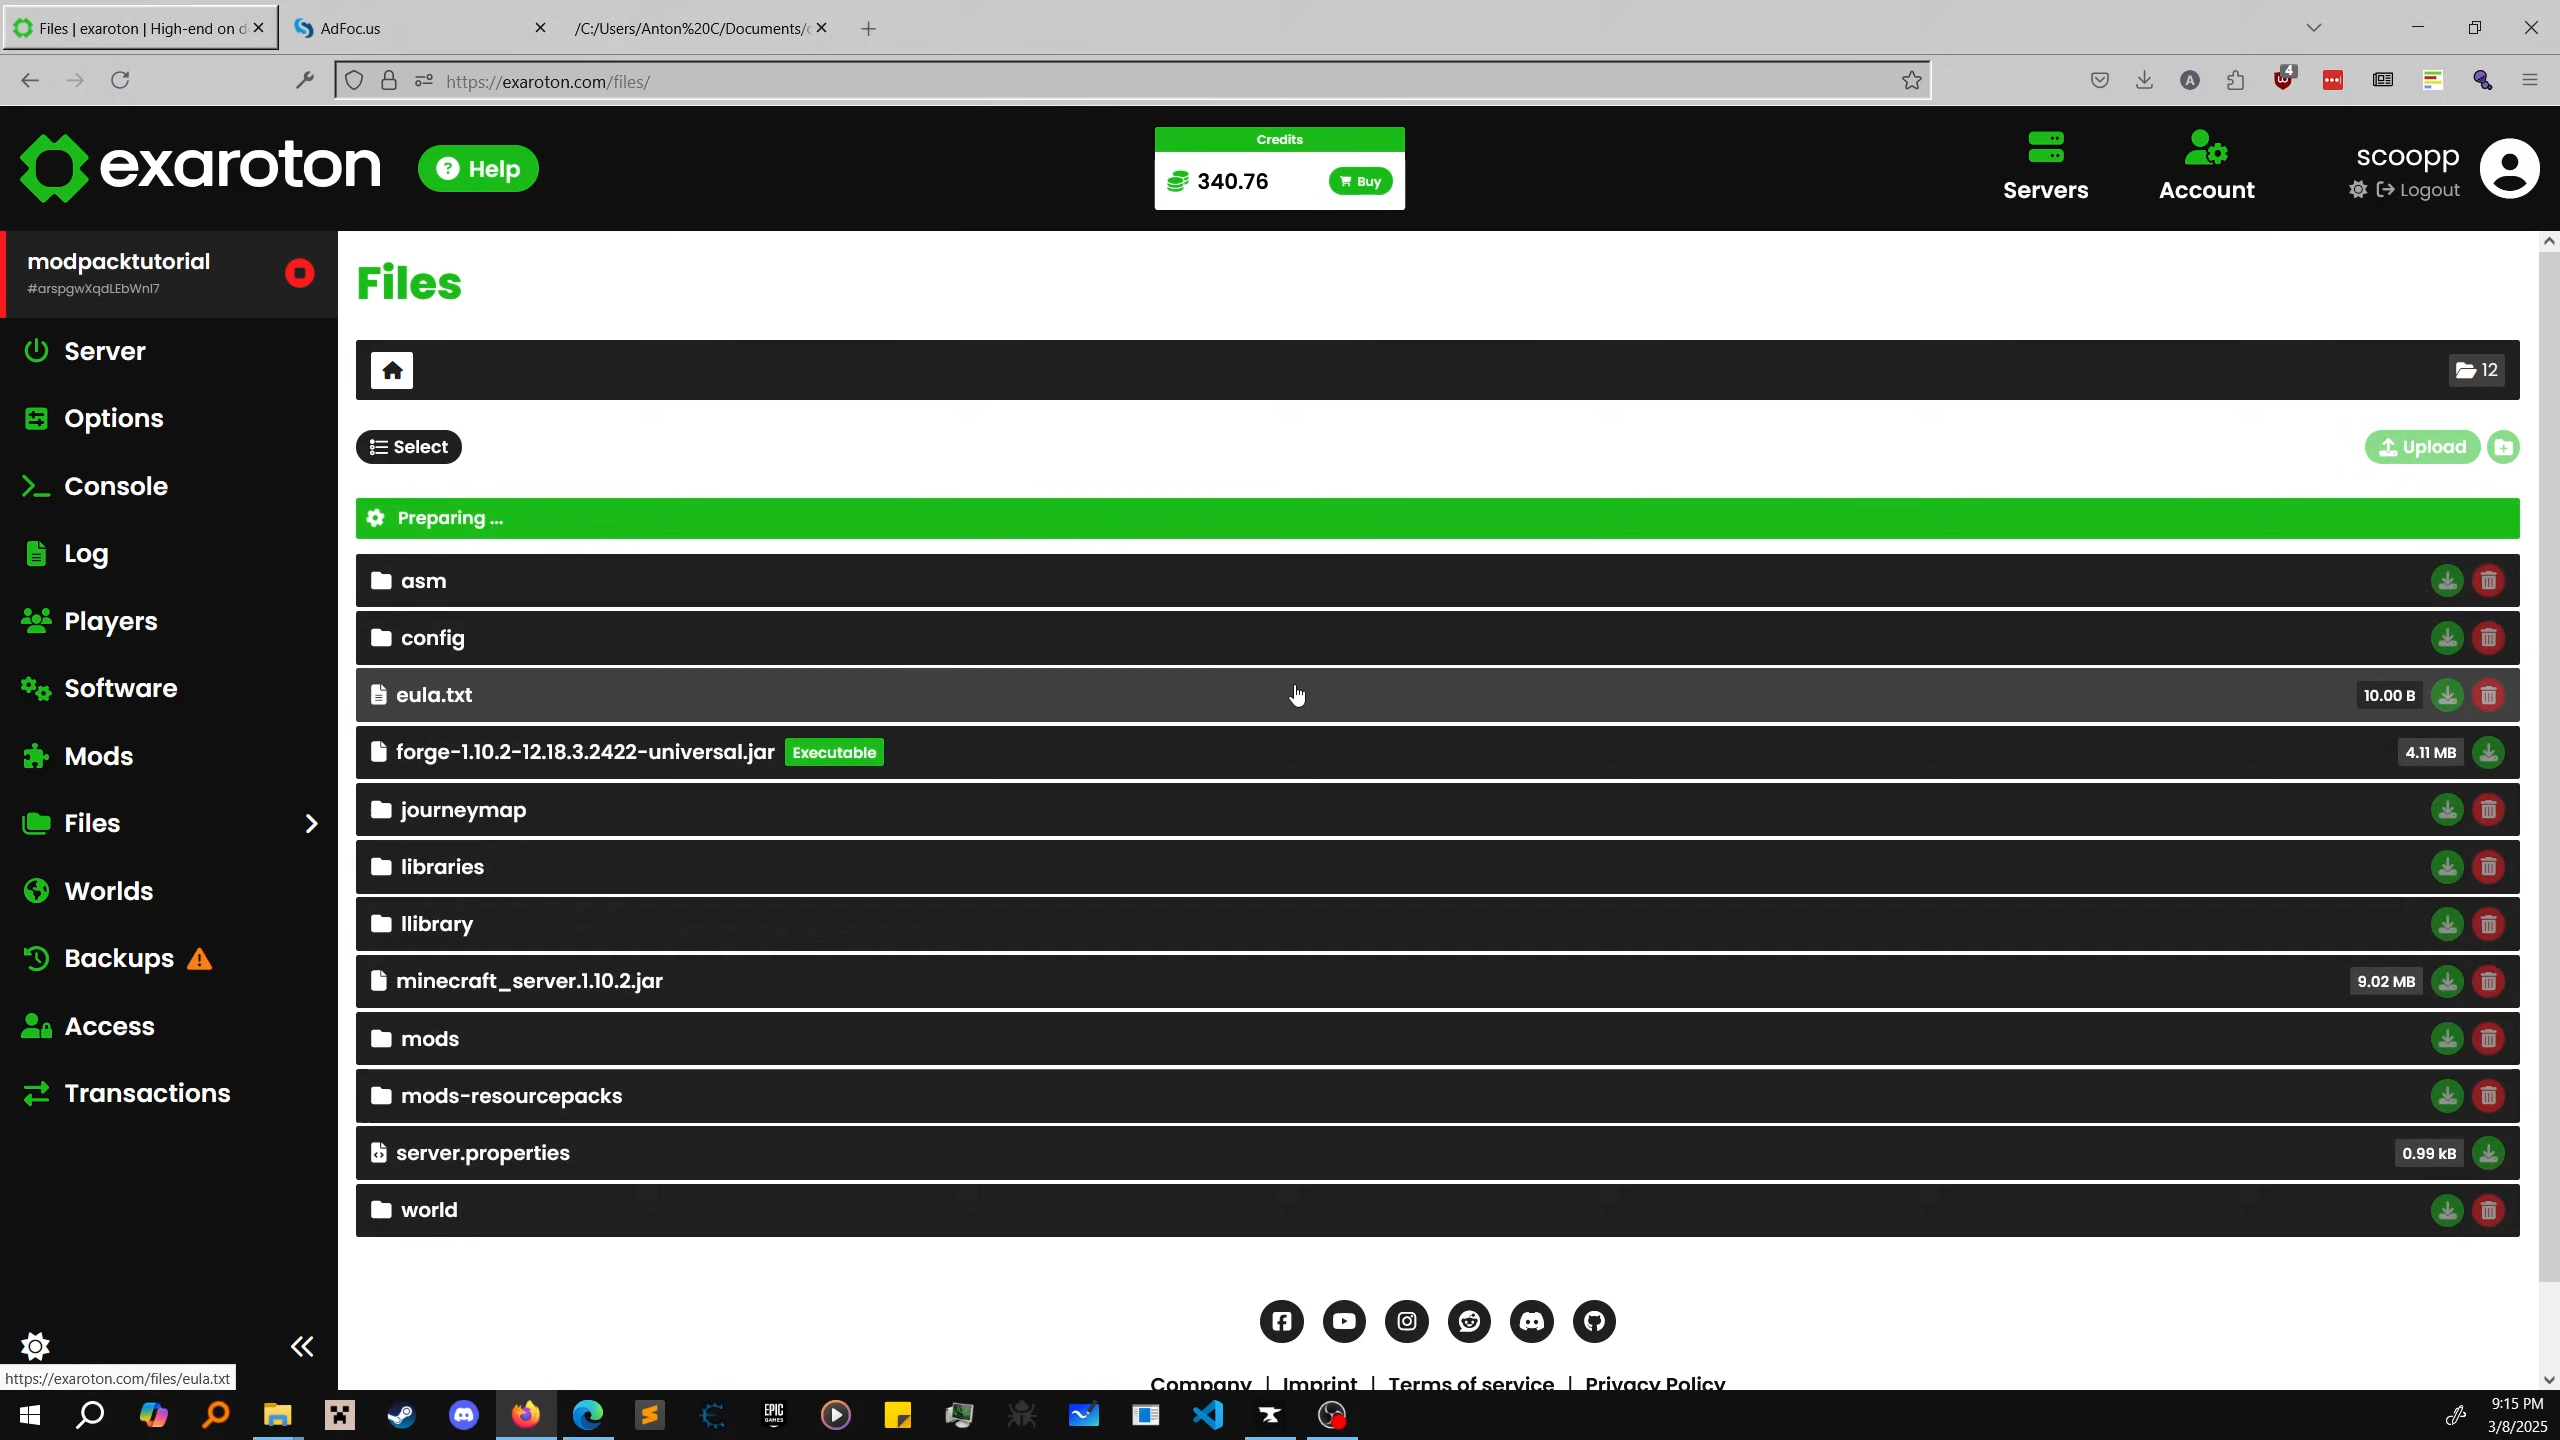 Files | exaroton | High-end on d
AdFoc.us
/C:/Users/Anton%20C/Documents/c
https://exaroton.com/files/
4
A
exaroton
Help
Credits
340.76
Buy
Servers
Account
scoopp
Logout
modpacktutorial
Server
Options
Console
Log
Players
Software
Mods
Files
Worlds
Backups
Access
Transactions
Files
12
Select
Upload
Preparing ...
asm
config
eula.txt
10.00 B
forge-1.10.2-12.18.3.2422-universal.jar
Executable
4.11 MB
journeymap
libraries
llibrary
minecraft_server.1.10.2.jar
9.02 MB
mods
mods-resourcepacks
server.properties
0.99 kB
world
Company | Imprint | Terms of service | Privacy Policy
https://exaroton.com/files/eula.txt
EPIC
GAMES
9:15 PM
3/8/2025